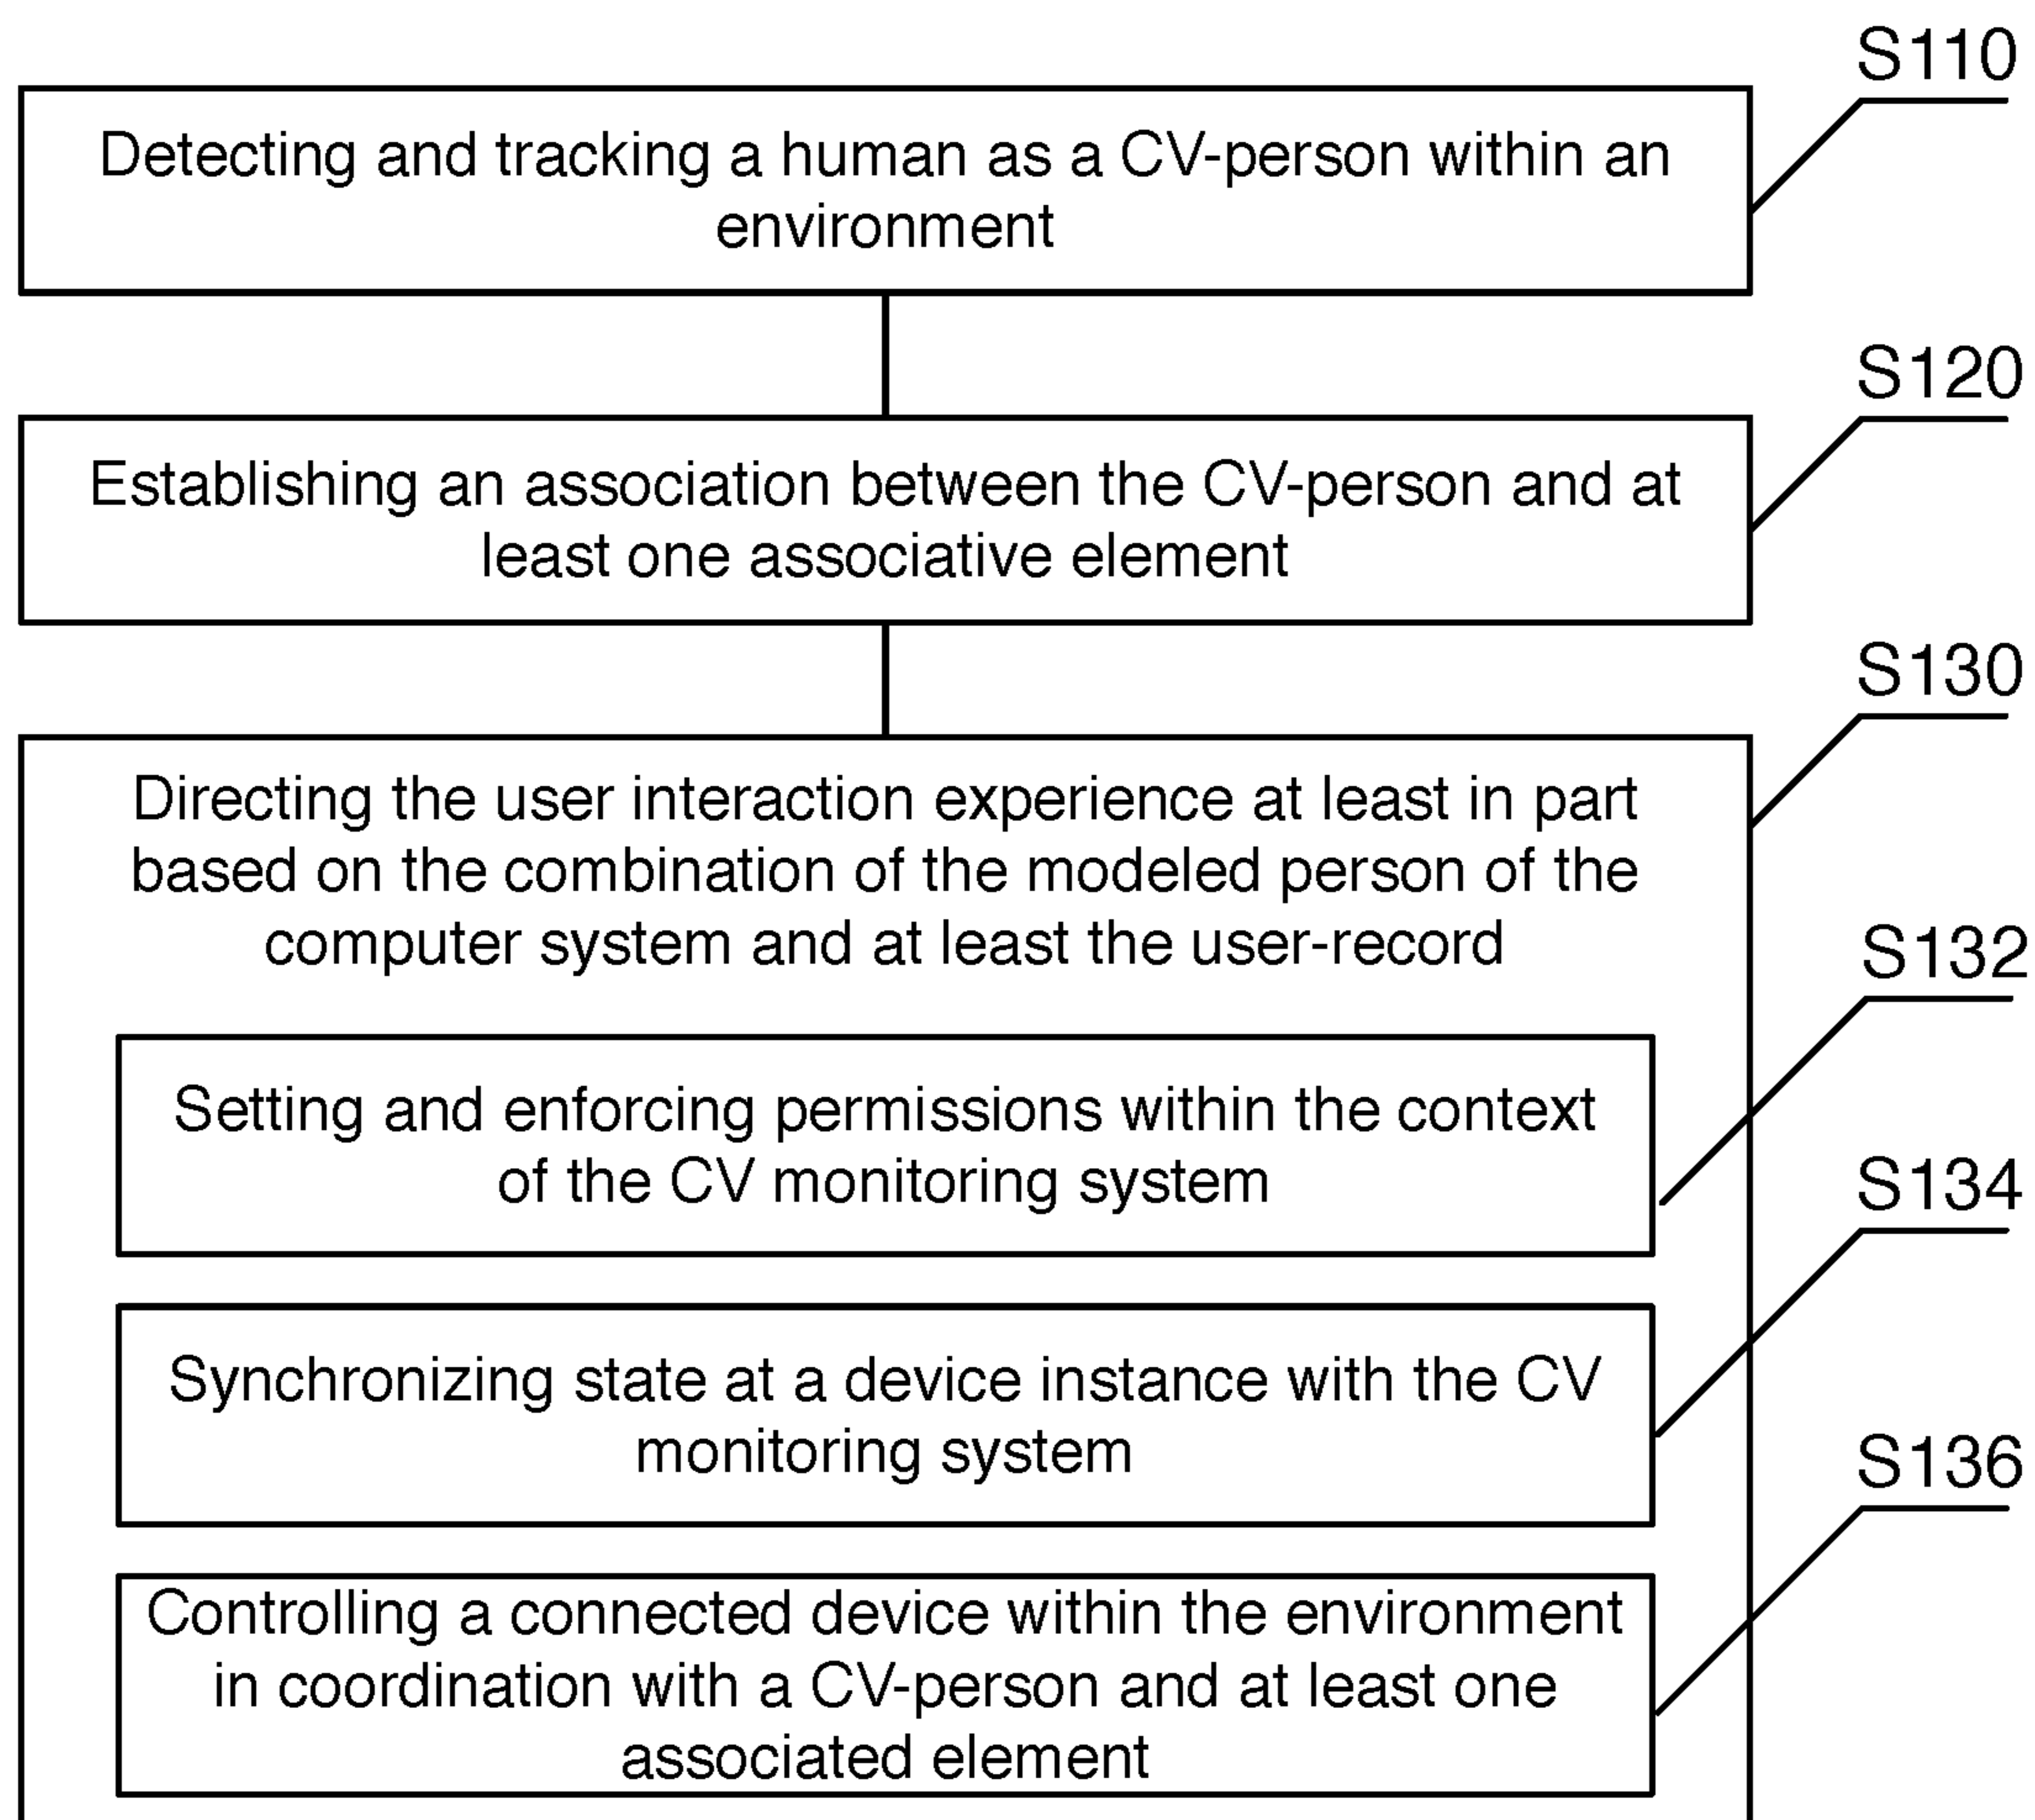 S110
Detecting and tracking a human as a CV-person within an
environment
S120
Establishing an association between the CV-person and at
least one associative element
S130
Directing the user interaction experience at least in part
based on the combination of the modeled person of the
computer system and at least the user-record
S132
Setting and enforcing permissions within the context
of the CV monitoring system
S134
Synchronizing state at a device instance with the CV
monitoring system
S136
Controlling a connected device within the environment
in coordination with a CV-person and at least one
associated element